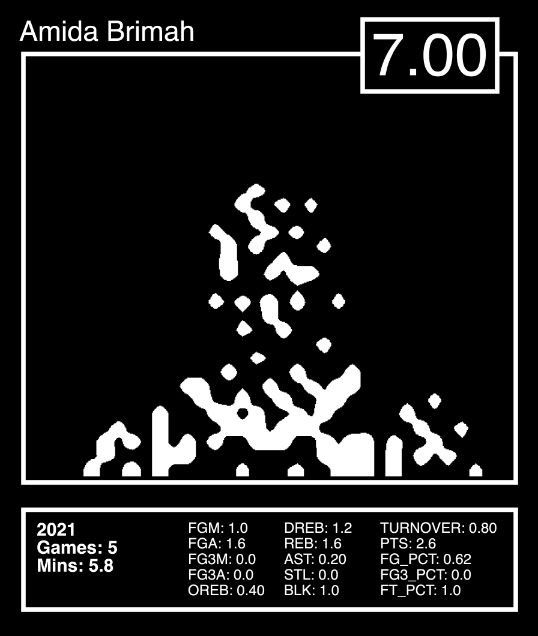 Amida Brimah
7.00
2021
Games: 5
Mins: 5.8
FGM: 1.0
FGA: 1.6
FG3M: 0.0
FG3A: 0.0
OREB: 0.40
DREB: 1.2
REB: 1.6
AST: 0.20
STL: 0.0
BLK: 1.0
TURNOVER: 0.80
PTS: 2.6
FG_PCT: 0.62
FG3_PCT: 0.0
FT_PCT: 1.0